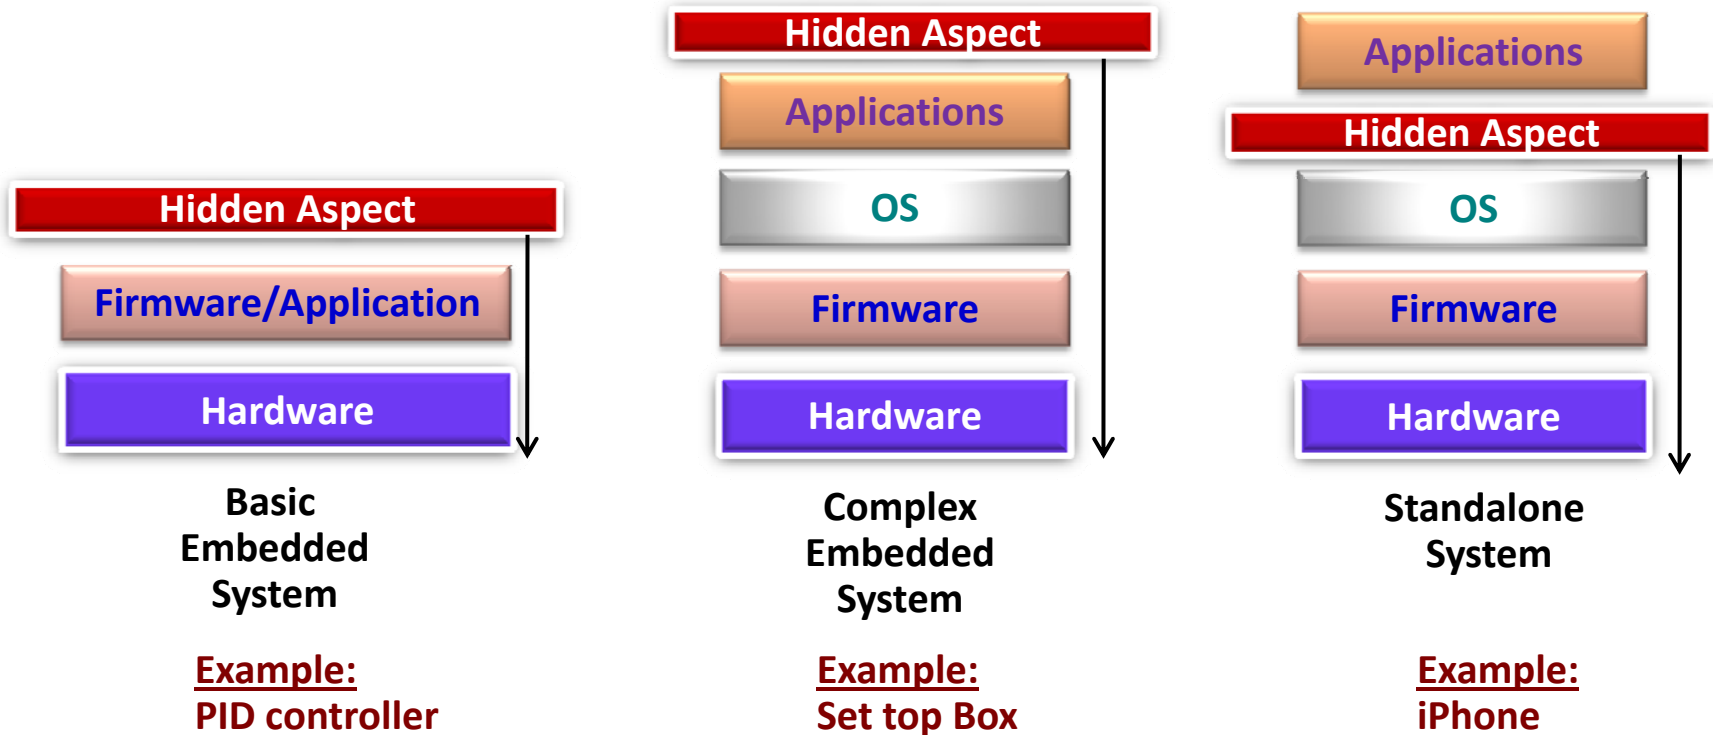 Hidden Aspect
Firmware/Application
Hardware
Basic
Embedded
System
Example:
PID controller
Hidden Aspect
Applications
OS
Firmware
Hardware
Complex
Embedded
System
Example:
Set top Box
Applications
Hidden Aspect
OS
Firmware
Hardware
Standalone
System
Example:
iPhone